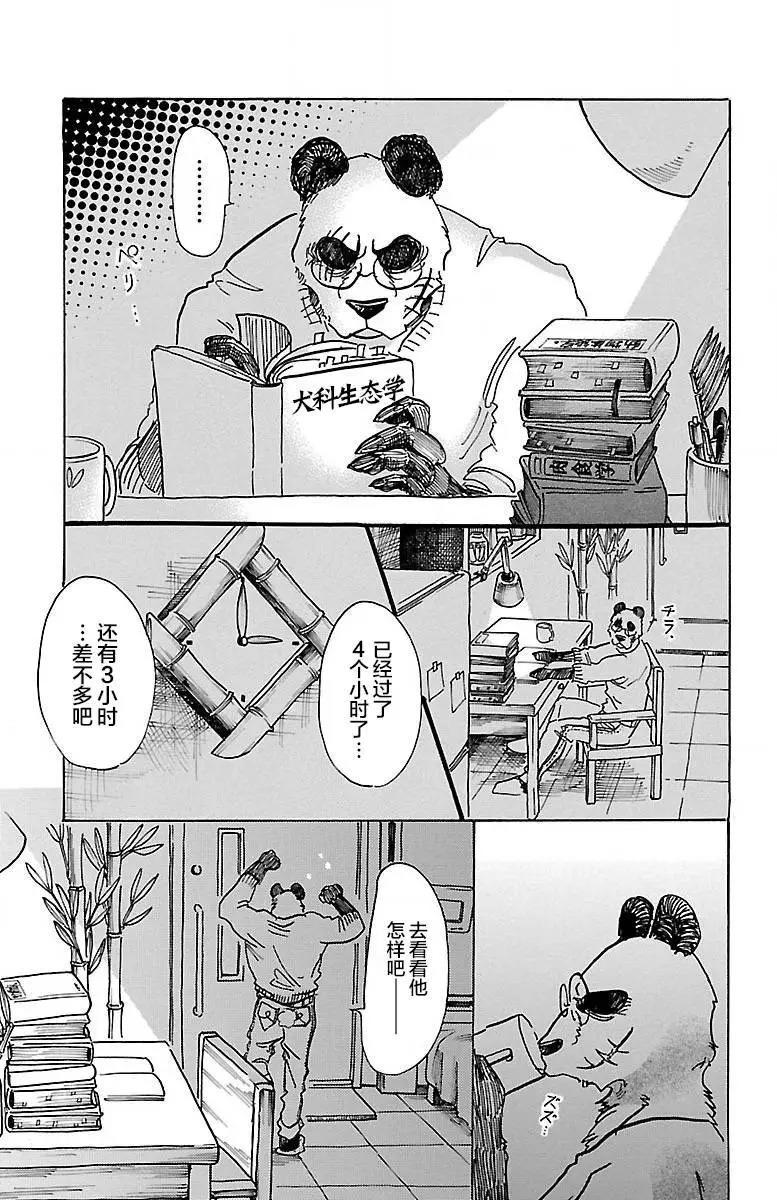 ………
ペリ…
犬科生态学
肉食学
チラ、
已经过了
4个小时了…
还有3小时
…差不多吧
ズズ…
去看看他
怎样吧——